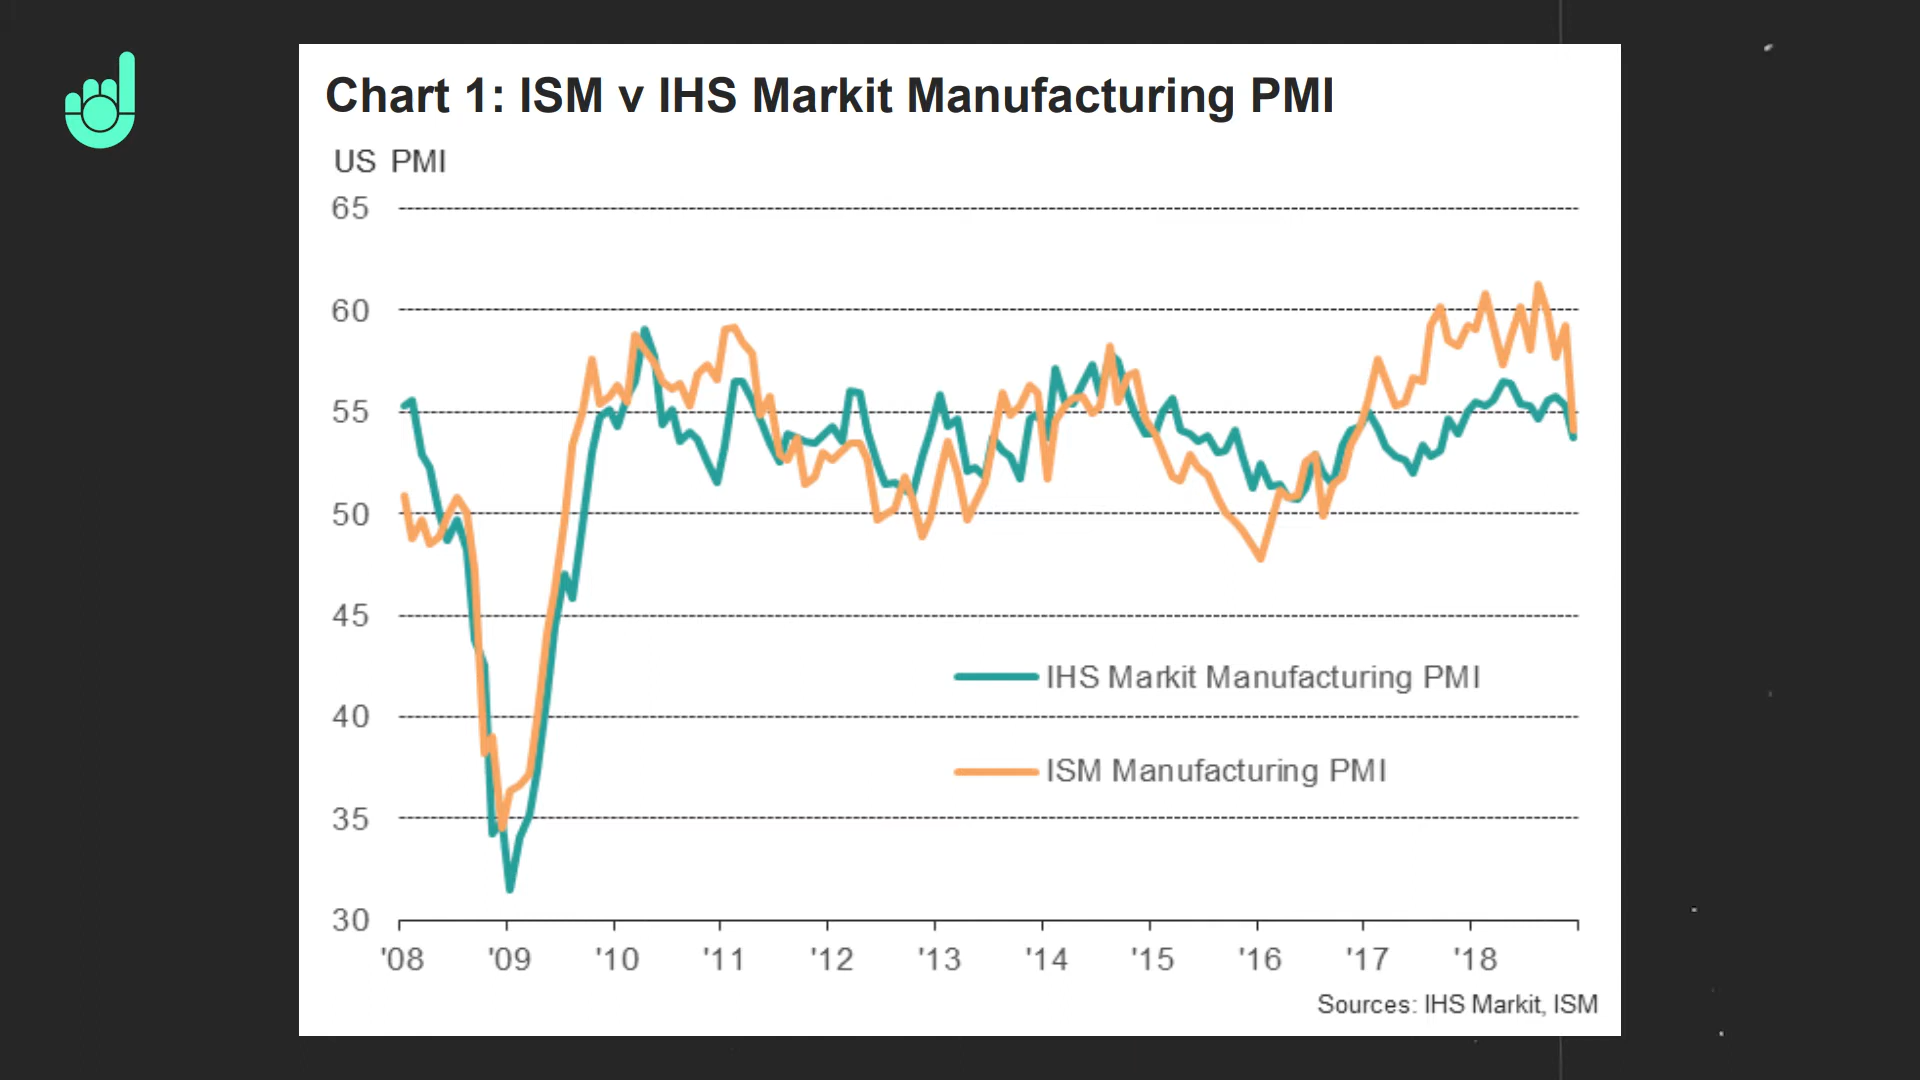 Chart 1: ISM v IHS Markit Manufacturing PMI
US PMI
65
60
55
50
45
40
35
30
IHS Markit Manufacturing PMI
ISM Manufacturing PMI
'08 '09 '10 '11 '12 '13 '14 '15 '16 '17 '18
Sources: IHS Markit, ISM